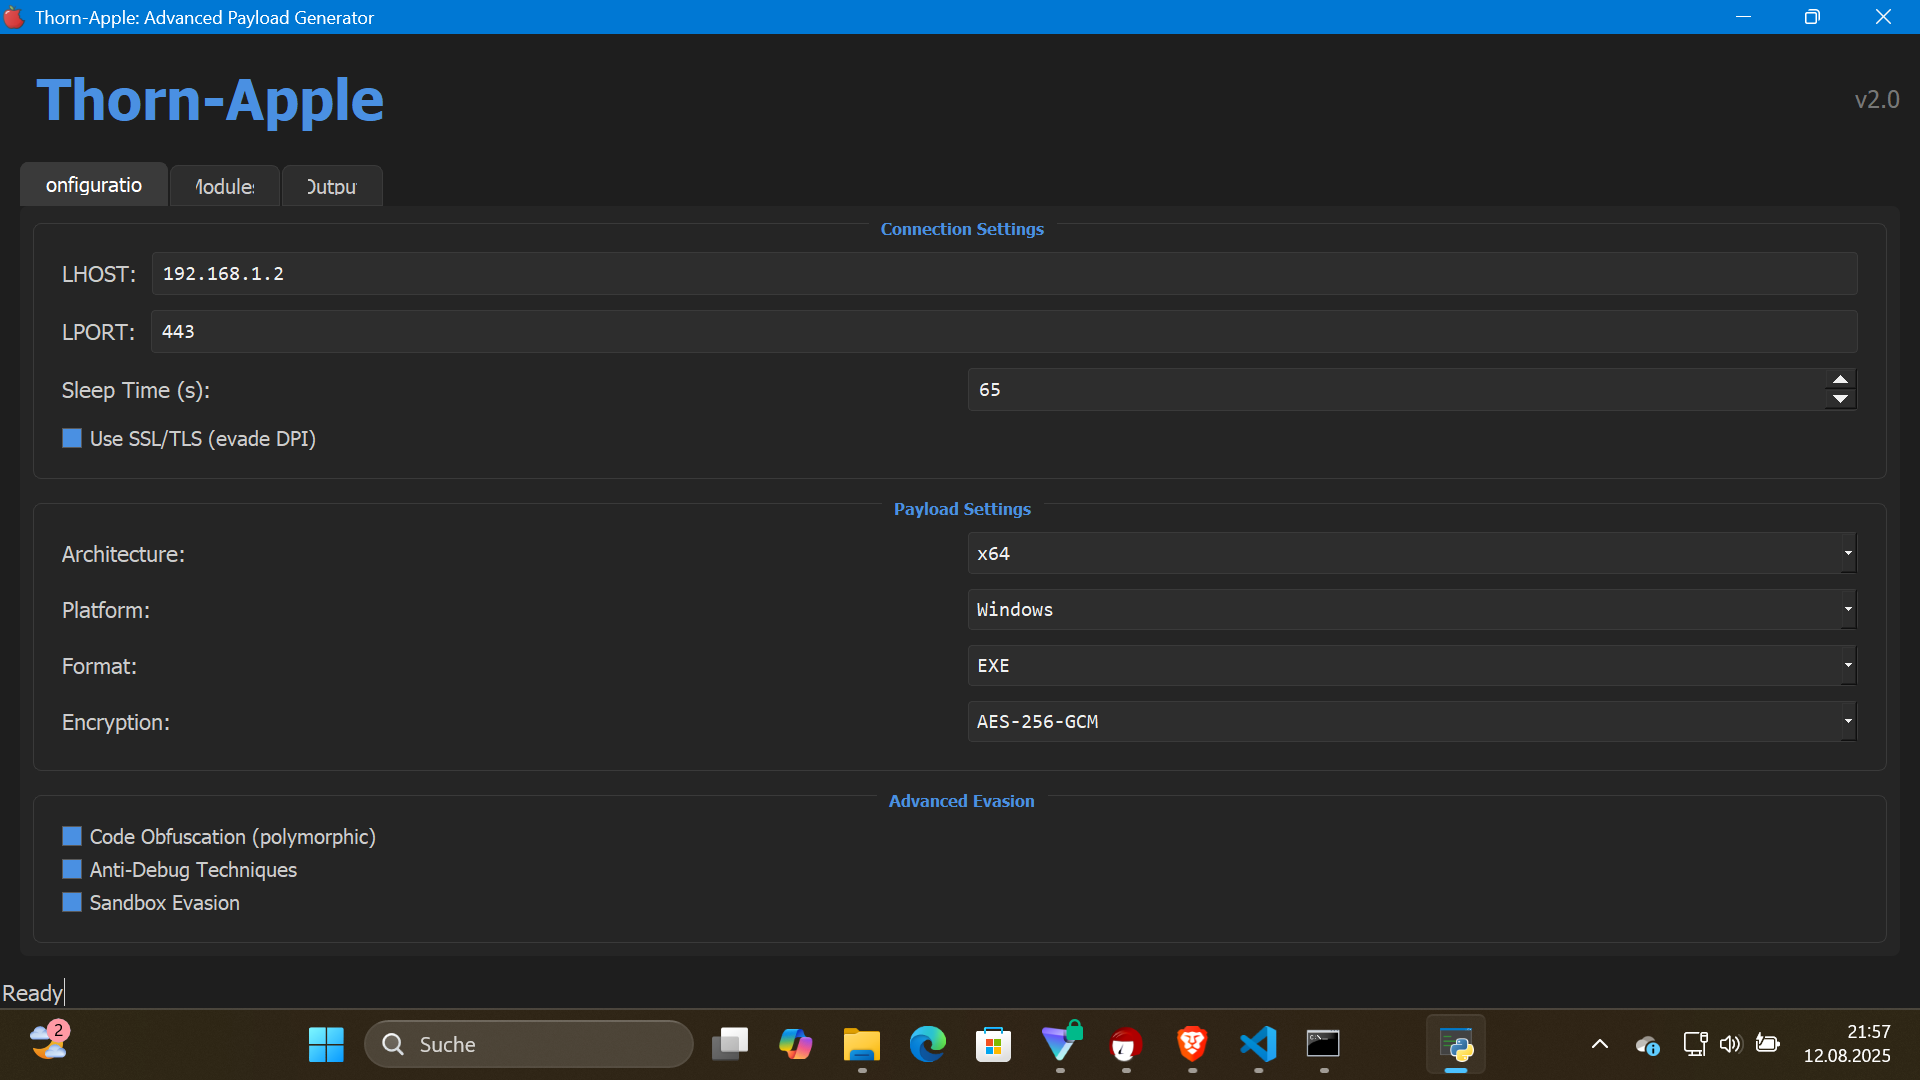 Thorn-Apple: Advanced Payload Generator
Thorn-Apple
v2.0
onfiguratio
Module
Outpu
Connection Settings
LHOST: 192.168.1.2
LPORT: 443
Sleep Time (s): 65
Use SSL/TLS (evade DPI)
Payload Settings
Architecture: x64
Platform: Windows
Format: EXE
Encryption: AES-256-GCM
Advanced Evasion
Code Obfuscation (polymorphic)
Anti-Debug Techniques
Sandbox Evasion
Ready
2
Suche
21:57
12.08.2025